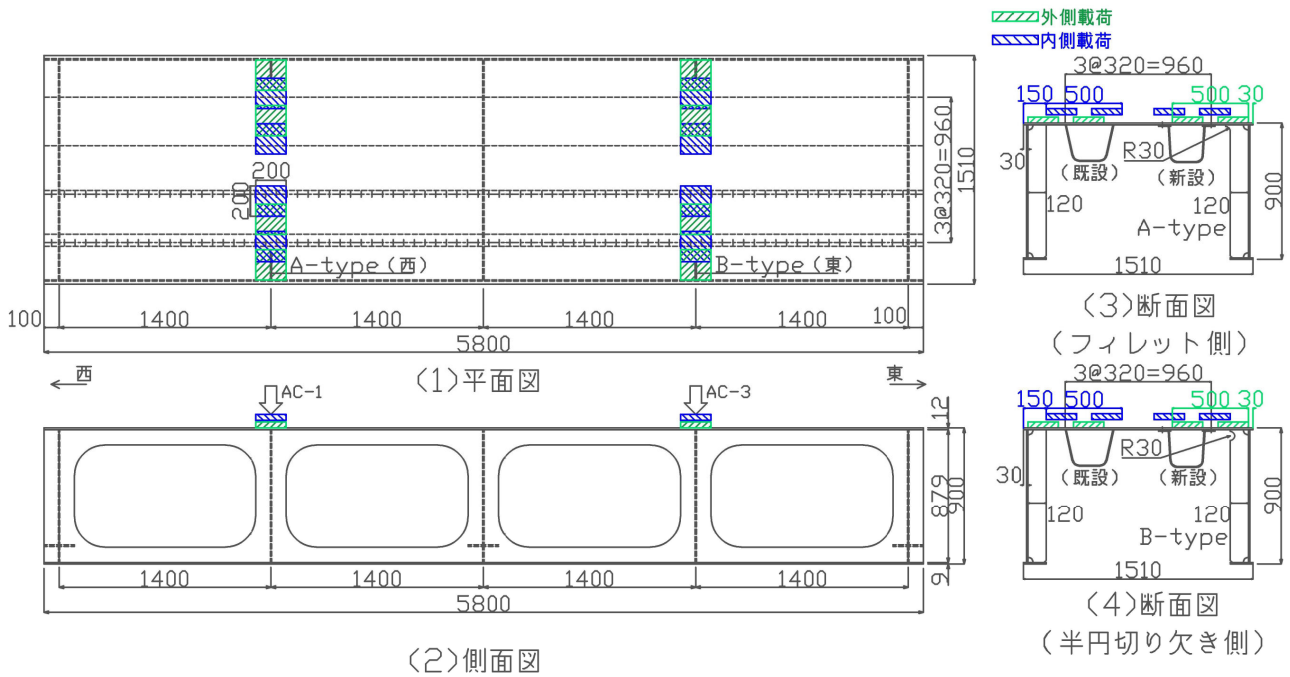 外側載荷
内側載荷
200
200
3@320=960
1510
A-type(西)
B-type(東)
100
1400
1400
1400
1400
100
5800
(1)平面図
西
東
AC-1
AC-3
12
879
900
9
1400
1400
1400
1400
5800
(2)側面図
3@320=960
150
500
500
30
30
R30
(既設)
(新設)
120
120
A-type
900
1510
(3)断面図
(フィレット側)
3@320=960
150
500
500
30
R30
30
(既設)
(新設)
120
120
B-type
900
1510
(4)断面図
(半円切り欠き側)